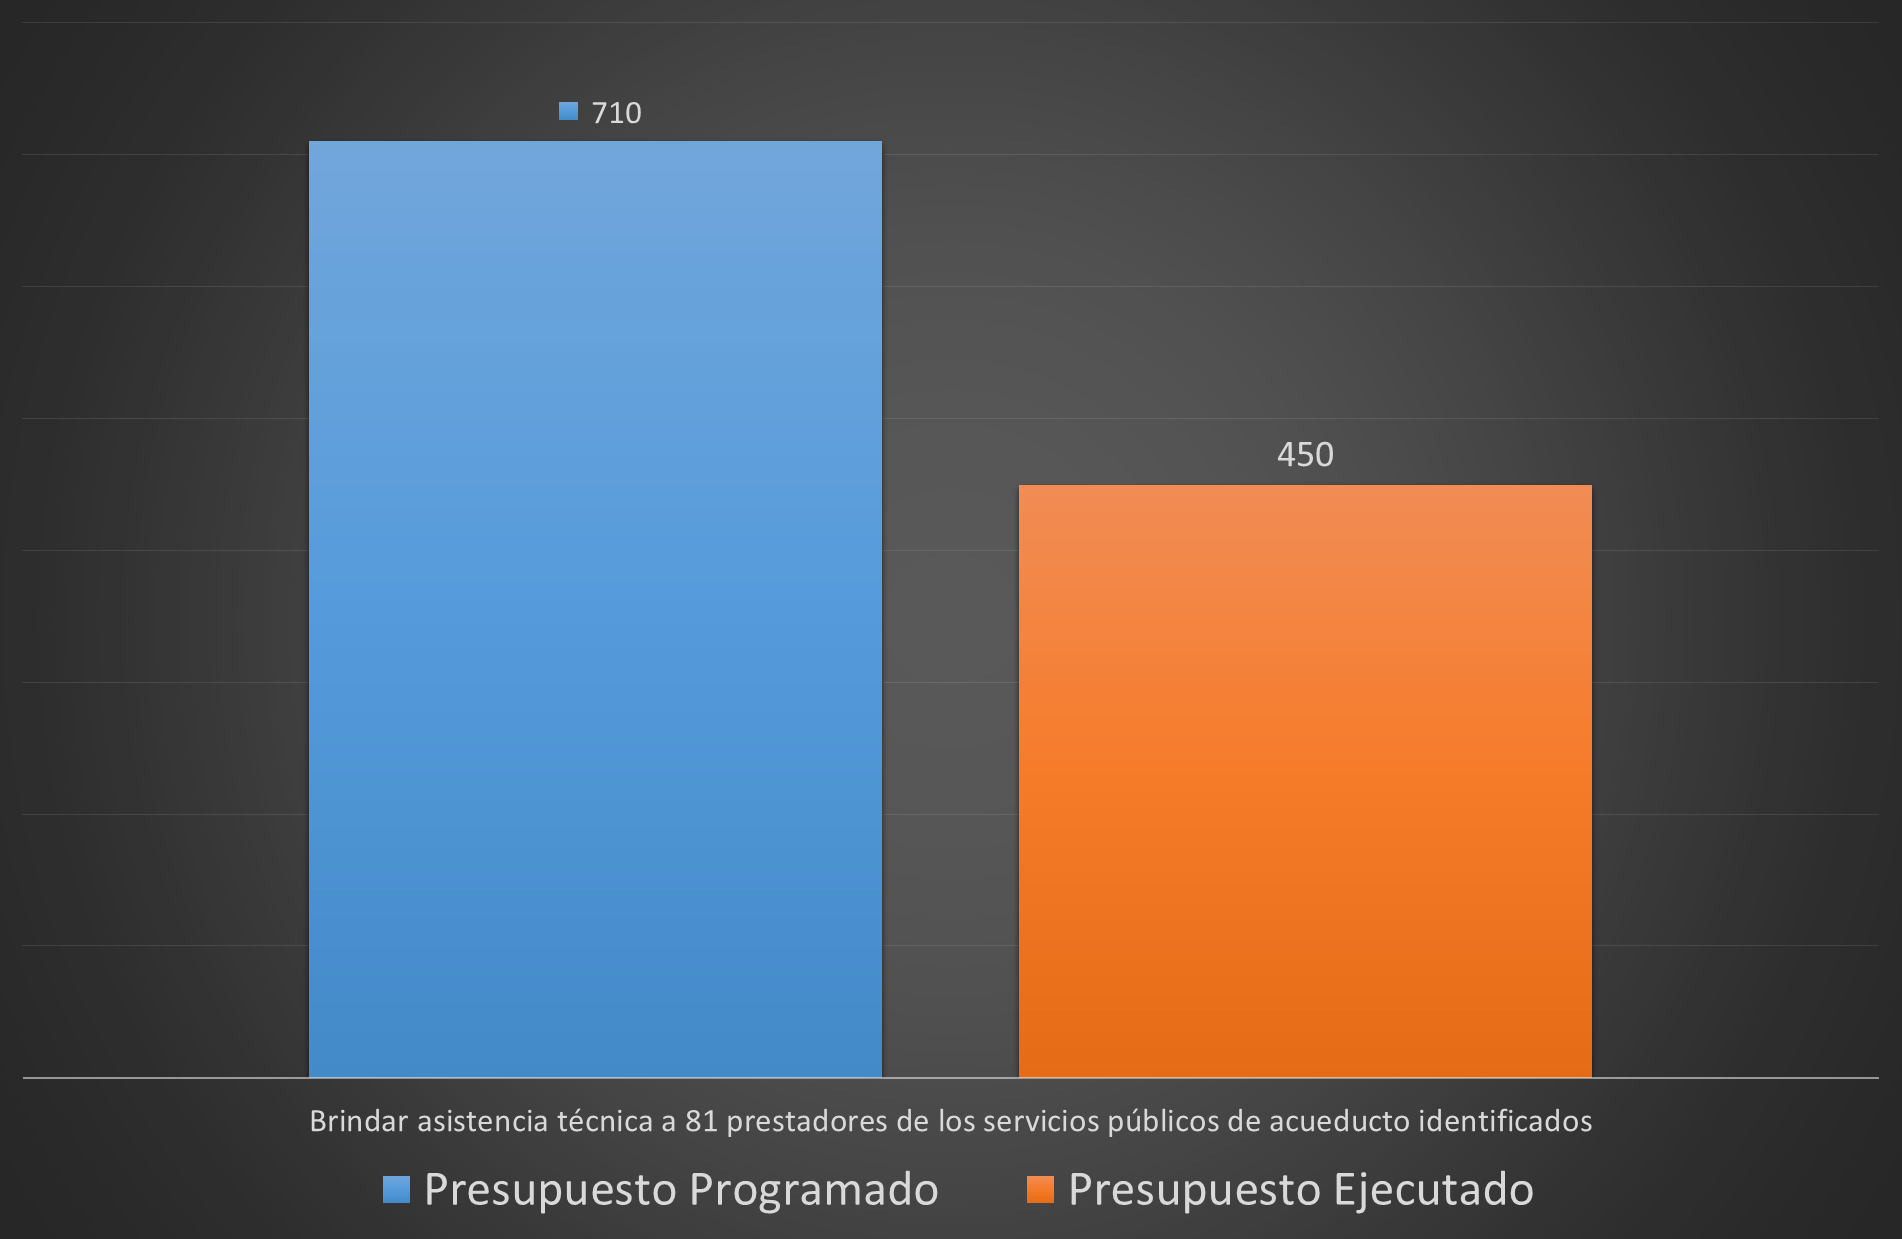 710
450
Brindar asistencia técnica a 81 prestadores de los servicios públicos de acueducto identificados
Presupuesto Programado
Presupuesto Ejecutado